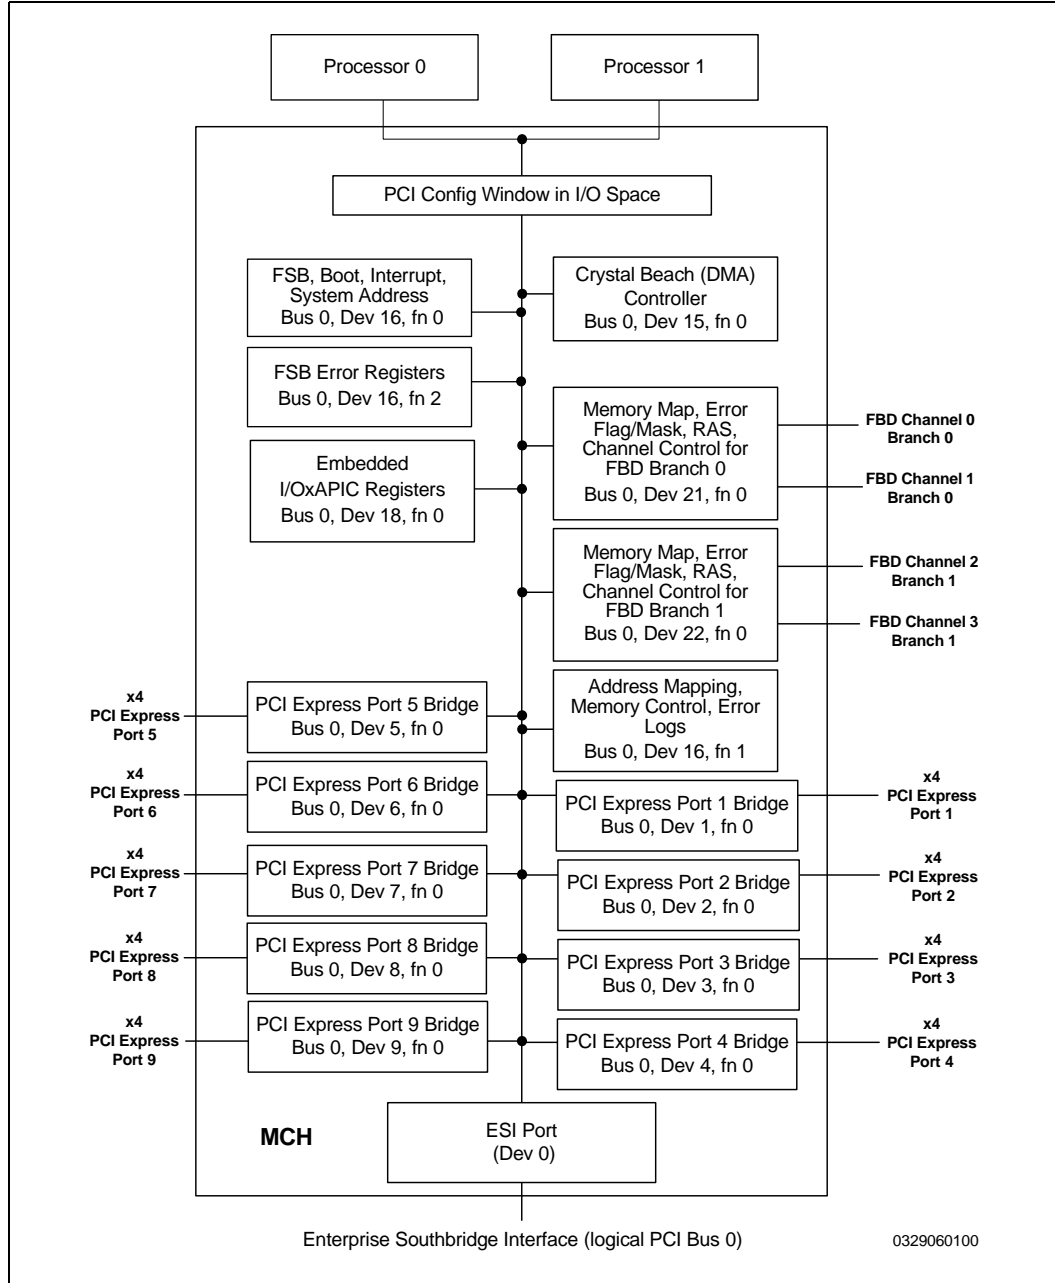 Processor 0
Processor 1
PCI Config Window in I/O Space
FSB, Boot, Interrupt,
System Address
Bus 0, Dev 16, fn 0
Crystal Beach (DMA)
Controller
Bus 0, Dev 15, fn 0
FSB Error Registers
Bus 0, Dev 16, fn 2
Memory Map, Error
Flag/Mask, RAS,
Channel Control for
FBD Branch 0
Bus 0, Dev 21, fn 0
FBD Channel 0
Branch 0
FBD Channel 1
Branch 0
Embedded
I/OxAPIC Registers
Bus 0, Dev 18, fn 0
Memory Map, Error
Flag/Mask, RAS,
Channel Control for
FBD Branch 1
Bus 0, Dev 22, fn 0
FBD Channel 2
Branch 1
FBD Channel 3
Branch 1
x4
PCI Express
Port 5
PCI Express Port 5 Bridge
Bus 0, Dev 5, fn 0
Address Mapping,
Memory Control, Error
Logs
Bus 0, Dev 16, fn 1
x4
PCI Express
Port 6
PCI Express Port 6 Bridge
Bus 0, Dev 6, fn 0
PCI Express Port 1 Bridge
Bus 0, Dev 1, fn 0
x4
PCI Express
Port 1
x4
PCI Express
Port 7
PCI Express Port 7 Bridge
Bus 0, Dev 7, fn 0
PCI Express Port 2 Bridge
Bus 0, Dev 2, fn 0
x4
PCI Express
Port 2
x4
PCI Express
Port 8
PCI Express Port 8 Bridge
Bus 0, Dev 8, fn 0
PCI Express Port 3 Bridge
Bus 0, Dev 3, fn 0
x4
PCI Express
Port 3
x4
PCI Express
Port 9
PCI Express Port 9 Bridge
Bus 0, Dev 9, fn 0
PCI Express Port 4 Bridge
Bus 0, Dev 4, fn 0
x4
PCI Express
Port 4
MCH
ESI Port
(Dev 0)
Enterprise Southbridge Interface (logical PCI Bus 0)
0329060100